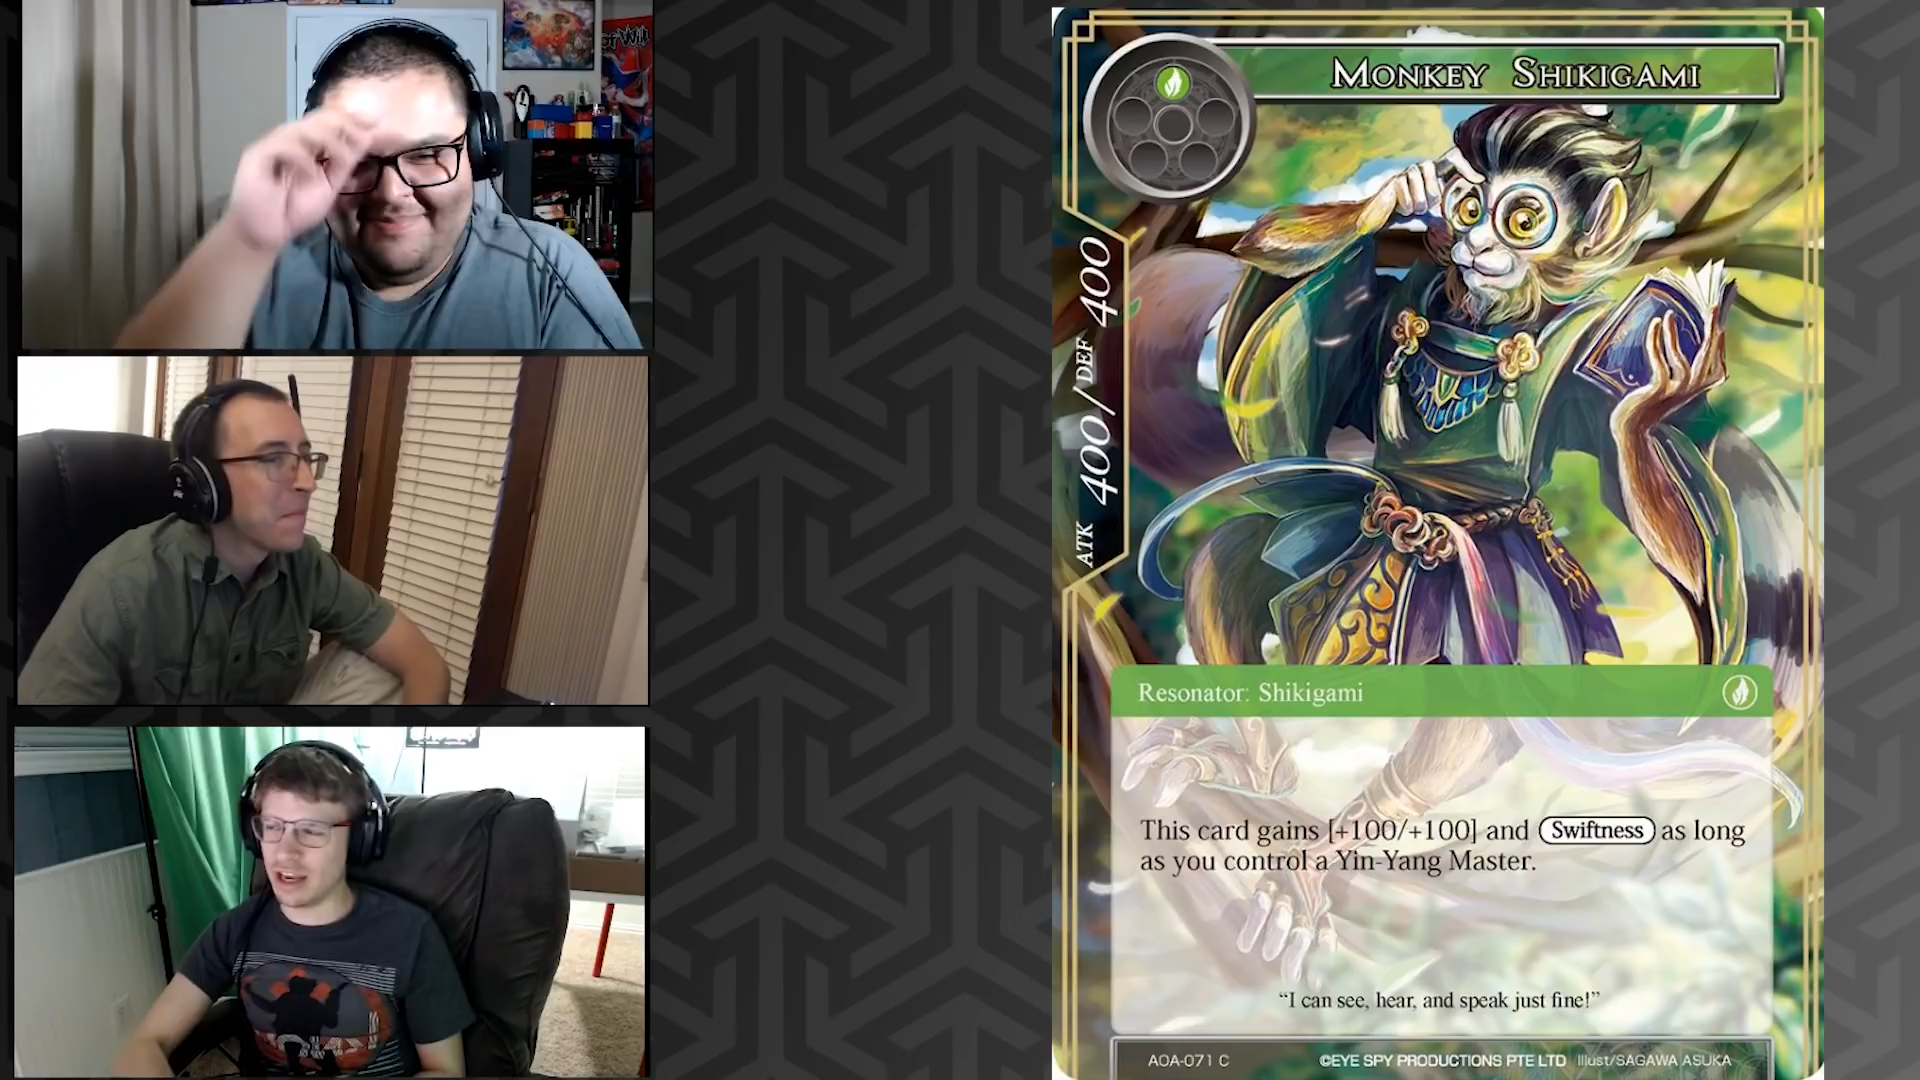 of Will
MONKEY SHIKIGAMI
ATK 400 / DEF 400
Resonator: Shikigami
This card gains [+100/+100] and Swiftness as long
as you control a Yin-Yang Master.
“I can see, hear, and speak just fine!”
AOA-071 C ©EYE SPY PRODUCTIONS PTE LTD Illust/SAGAWA ASUKA